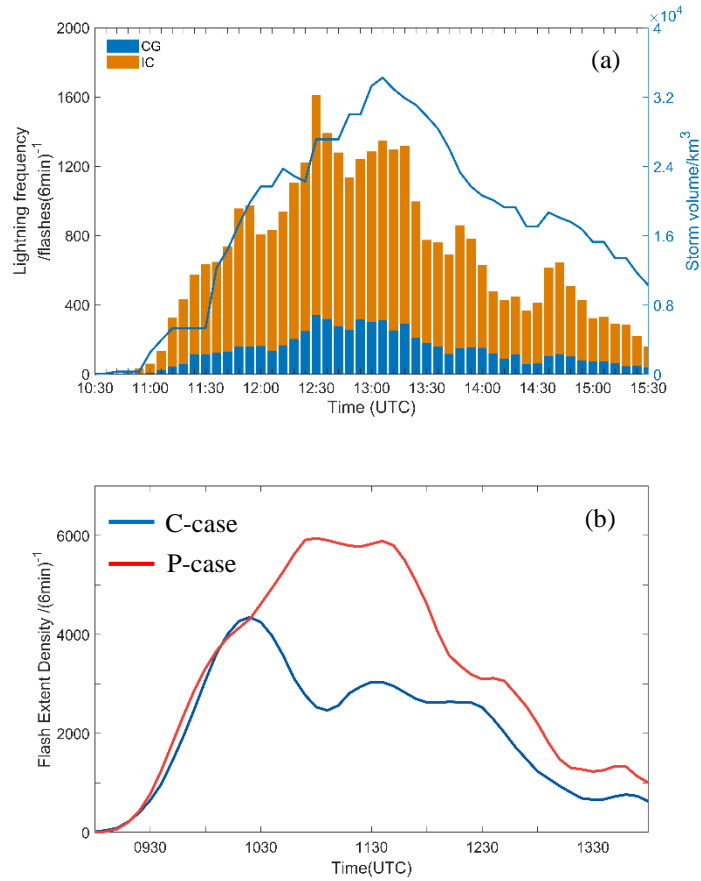 ×10⁴
2000
4
CG
IC
(a)
1600
3.2
1200
2.4
800
1.6
400
0.8
0
0
Lightning frequency
/flashes(6min)⁻¹
Storm volume/km³
10:30 11:00 11:30 12:00 12:30 13:00 13:30 14:00 14:30 15:00 15:30
Time (UTC)
C-case
P-case
(b)
6000
4000
2000
0
Flash Extent Density /(6min)⁻¹
0930 1030 1130 1230 1330
Time(UTC)